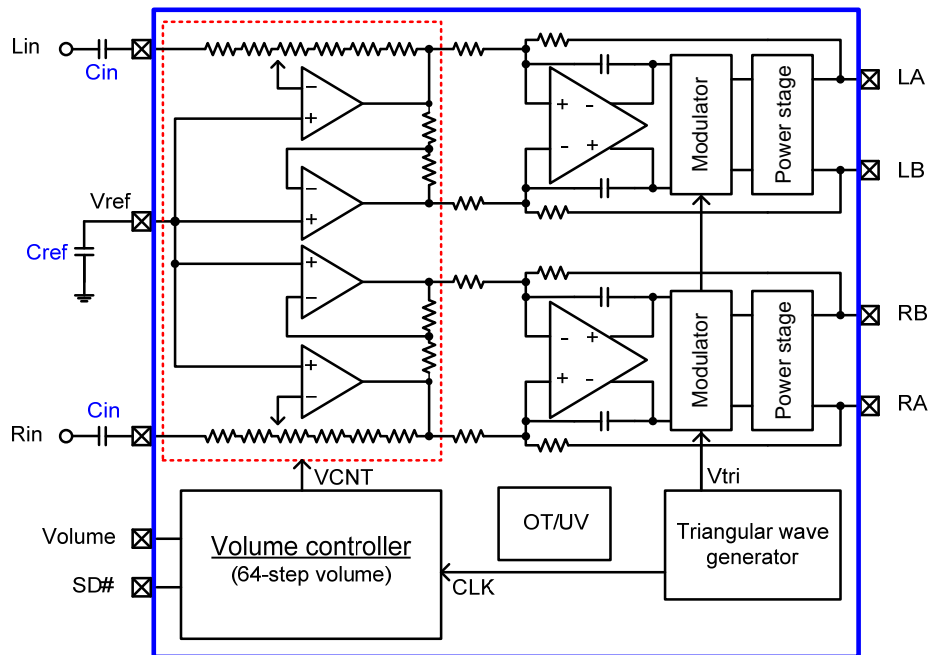 Lin
Cin
LA
Modulator
Power stage
LB
Vref
Cref
RB
Modulator
Power stage
RA
Cin
Rin
VCNT
Vtri
Volume
SD#
Volume controller
(64-step volume)
OT/UV
Triangular wave
generator
CLK